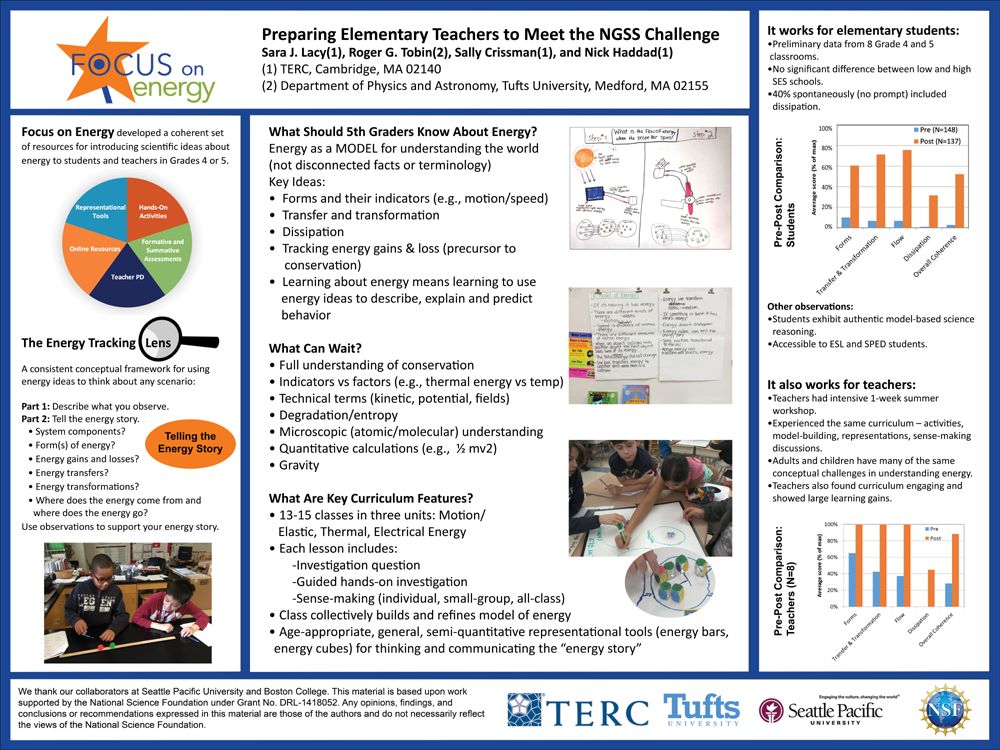 FOCUS on
energy
Preparing Elementary Teachers to Meet the NGSS Challenge
Sara J. Lacy(1), Roger G. Tobin(2), Sally Crissman(1), and Nick Haddad(1)
(1) TERC, Cambridge, MA 02140
(2) Department of Physics and Astronomy, Tufts University, Medford, MA 02155
Focus on Energy developed a coherent set
of resources for introducing scientific ideas about
energy to students and teachers in Grades 4 or 5.
Representational
Tools
Hands-On
Activities
Online Resources
Formative and
Summative
Assessments
Teacher PD
The Energy Tracking Lens
A consistent conceptual framework for using
energy ideas to think about any scenario:
Part 1: Describe what you observe.
Part 2: Tell the energy story.
• System components?
• Form(s) of energy?
• Energy gains and losses?
• Energy transfers?
• Energy transformations?
• Where does the energy come from and
where does the energy go?
Use observations to support your energy story.
Telling the
Energy Story
What Should 5th Graders Know About Energy?
Energy as a MODEL for understanding the world
(not disconnected facts or terminology)
Key Ideas:
• Forms and their indicators (e.g., motion/speed)
• Transfer and transformation
• Dissipation
• Tracking energy gains & loss (precursor to
conservation)
• Learning about energy means learning to use
energy ideas to describe, explain and predict
behavior
What Can Wait?
• Full understanding of conservation
• Indicators vs factors (e.g., thermal energy vs temp)
• Technical terms (kinetic, potential, fields)
• Degradation/entropy
• Microscopic (atomic/molecular) understanding
• Quantitative calculations (e.g., ½ mv2)
• Gravity
What Are Key Curriculum Features?
• 13-15 classes in three units: Motion/
Elastic, Thermal, Electrical Energy
• Each lesson includes:
-Investigation question
-Guided hands-on investigation
-Sense-making (individual, small-group, all-class)
• Class collectively builds and refines model of energy
• Age-appropriate, general, semi-quantitative representational tools (energy bars,
energy cubes) for thinking and communicating the “energy story”
Step #1
What is the flow of energy
when the propeller spins?
Step #2
It works for elementary students:
•Preliminary data from 8 Grade 4 and 5
classrooms.
•No significant difference between low and high
SES schools.
•40% spontaneously (no prompt) included
dissipation.
Pre-Post Comparison:
Students
Average score (% of max)
100%
80%
60%
40%
20%
0%
Pre (N=148)
Post (N=137)
Forms
Transfer & Transformation
Flow
Dissipation
Overall Coherence
Other observations:
•Students exhibit authentic model-based science
reasoning.
•Accessible to ESL and SPED students.
It also works for teachers:
•Teachers had intensive 1-week summer
workshop.
•Experienced the same curriculum – activities,
model-building, representations, sense-making
discussions.
•Adults and children have many of the same
conceptual challenges in understanding energy.
•Teachers also found curriculum engaging and
showed large learning gains.
Pre-Post Comparison:
Teachers (N=8)
Average score (% of max)
100%
80%
60%
40%
20%
0%
Pre
Post
Forms
Transfer & Transformation
Flow
Dissipation
Overall Coherence
We thank our collaborators at Seattle Pacific University and Boston College. This material is based upon work
supported by the National Science Foundation under Grant No. DRL-1418052. Any opinions, findings, and
conclusions or recommendations expressed in this material are those of the authors and do not necessarily reflect
the views of the National Science Foundation.
TERC
Tufts
UNIVERSITY
Engaging the culture, changing the world®
Seattle Pacific
UNIVERSITY
NSF